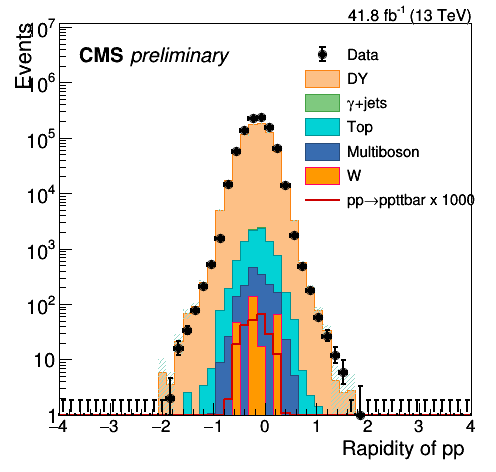 41.8 fb⁻¹ (13 TeV)
Events
CMS preliminary
Data
DY
γ+jets
Top
Multiboson
W
pp→ppttbar x 1000
10⁷
10⁶
10⁵
10⁴
10³
10²
10
1
−4 −3 −2 −1 0 1 2 3 4
Rapidity of pp